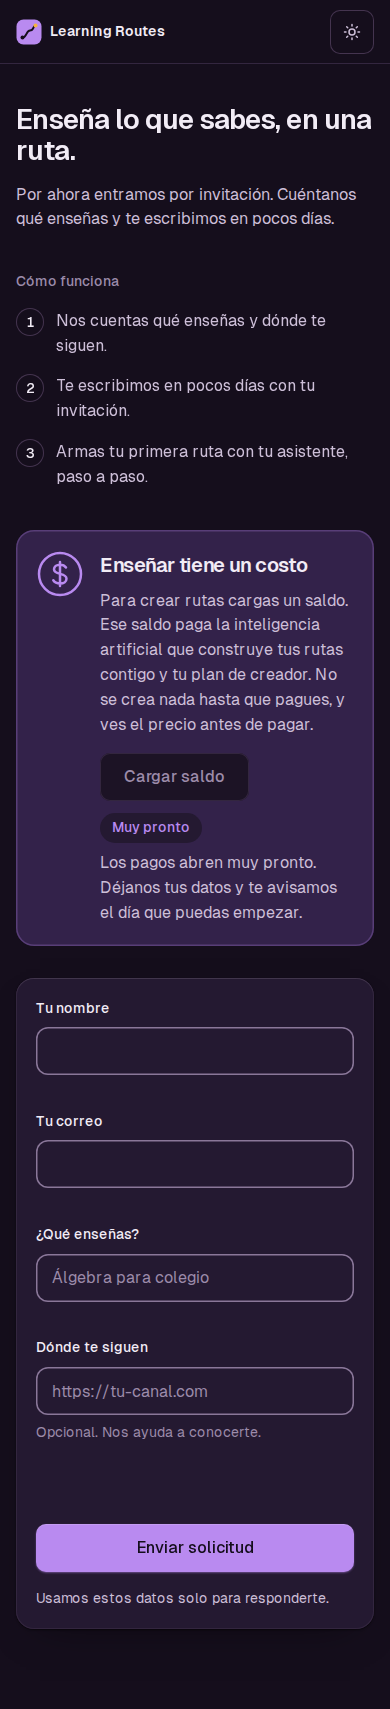 Learning Routes
Enseña lo que sabes, en una
ruta.
Por ahora entramos por invitación. Cuéntanos
qué enseñas y te escribimos en pocos días.
Cómo funciona
1 Nos cuentas qué enseñas y dónde te
siguen.
2 Te escribimos en pocos días con tu
invitación.
3 Armas tu primera ruta con tu asistente,
paso a paso.
$ Enseñar tiene un costo
Para crear rutas cargas un saldo.
Ese saldo paga la inteligencia
artificial que construye tus rutas
contigo y tu plan de creador. No
se crea nada hasta que pagues, y
ves el precio antes de pagar.
Cargar saldo
Muy pronto
Los pagos abren muy pronto.
Déjanos tus datos y te avisamos
el día que puedas empezar.
Tu nombre
Tu correo
¿Qué enseñas?
Álgebra para colegio
Dónde te siguen
https://tu-canal.com
Opcional. Nos ayuda a conocerte.
Enviar solicitud
Usamos estos datos solo para responderte.